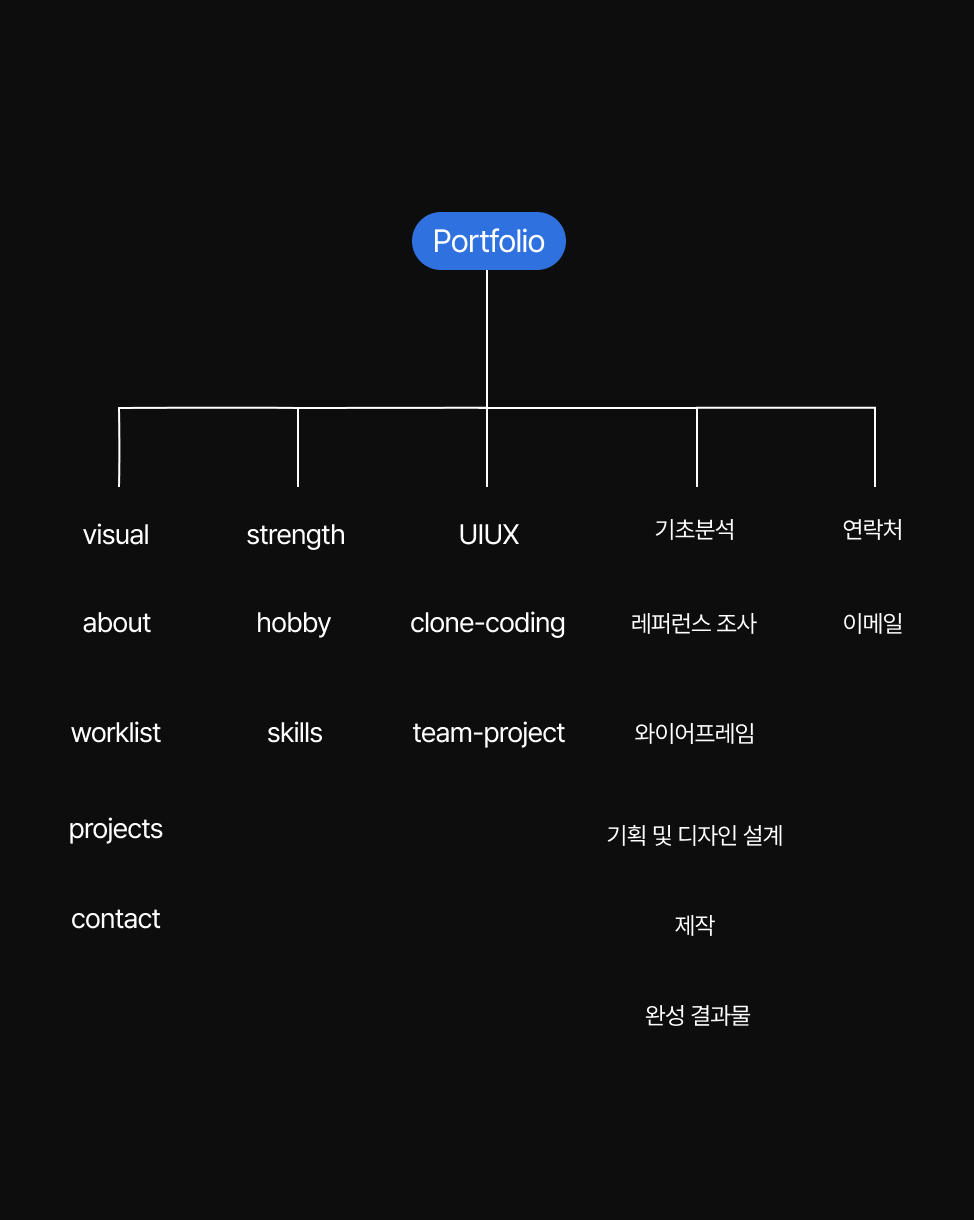 Portfolio
visual
about
worklist
projects
contact
strength
hobby
skills
UIUX
clone-coding
team-project
기초분석
레퍼런스 조사
와이어프레임
기획 및 디자인 설계
제작
완성 결과물
연락처
이메일